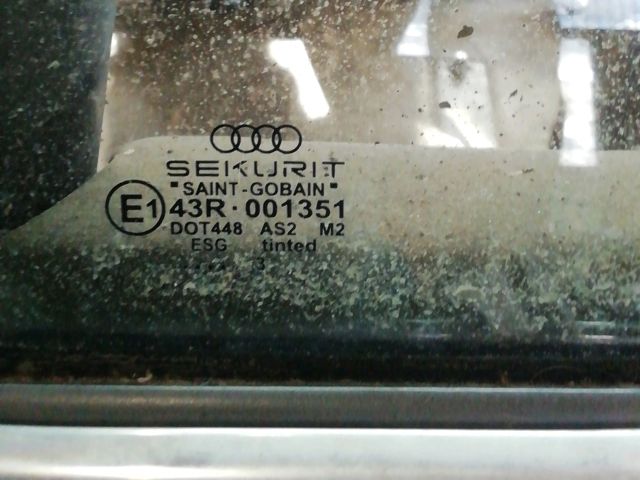 SEKURIT
"SAINT-GOBAIN"
E1 43R·001351
DOT448 AS2 M2
ESG tinted